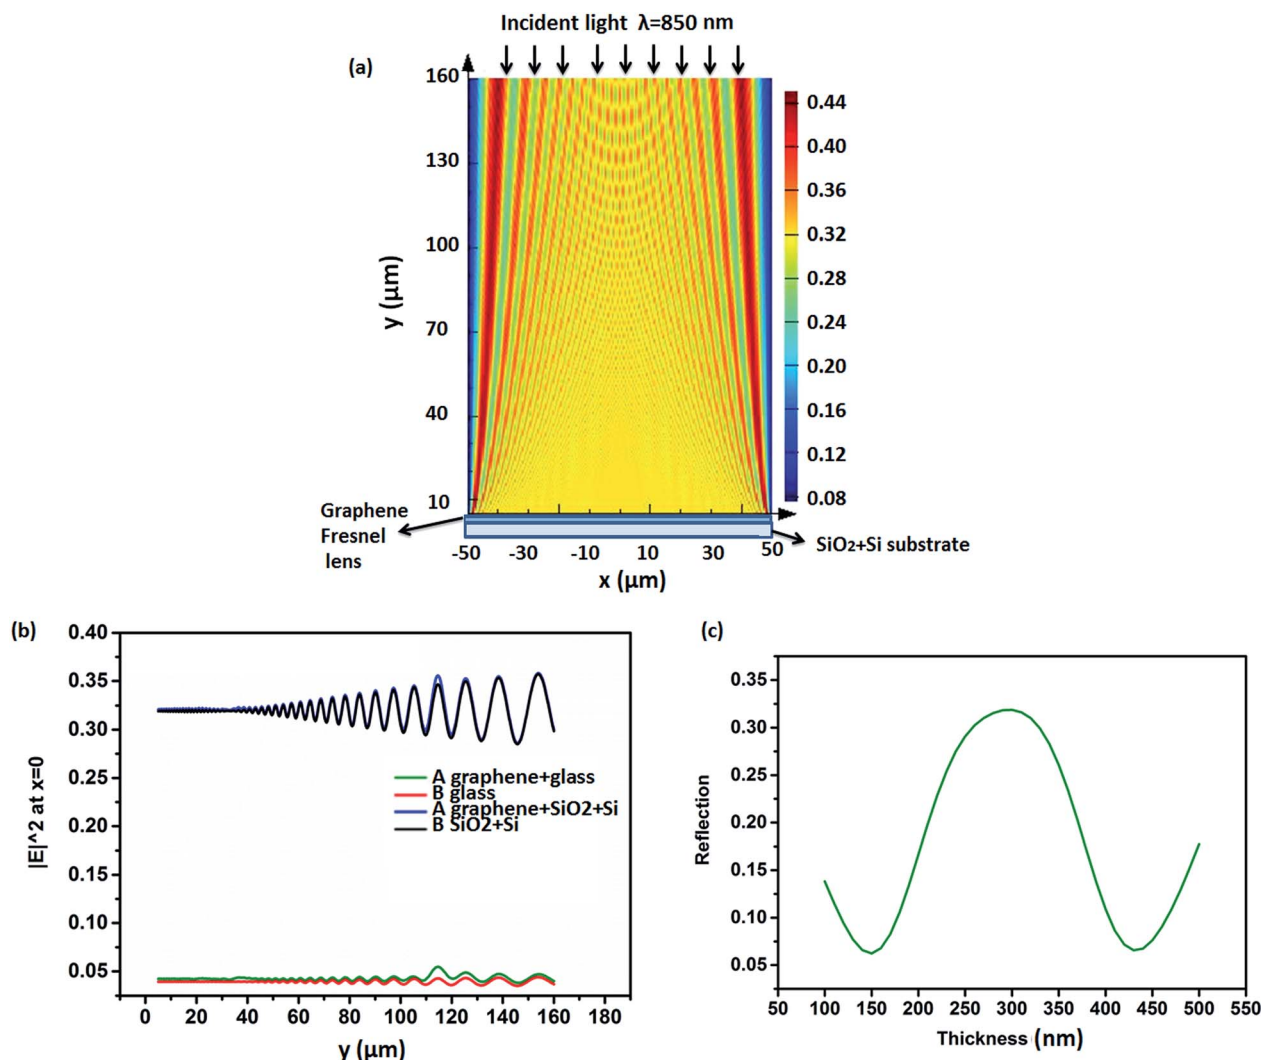 Incident light λ=850 nm
(a)
160
130
100
70
40
10
y (μm)
0.44
0.40
0.36
0.32
0.28
0.24
0.20
0.16
0.12
0.08
Graphene
Fresnel
lens
SiO2+Si substrate
-50 -30 -10 10 30 50
x (μm)
(b)
0.40
0.35
0.30
0.25
0.20
0.15
0.10
0.05
|E|^2 at x=0
A graphene+glass
B glass
A graphene+SiO2+Si
B SiO2+Si
0 20 40 60 80 100 120 140 160 180
y (μm)
(c)
0.35
0.30
0.25
0.20
0.15
0.10
0.05
Reflection
50 100 150 200 250 300 350 400 450 500 550
Thickness (nm)